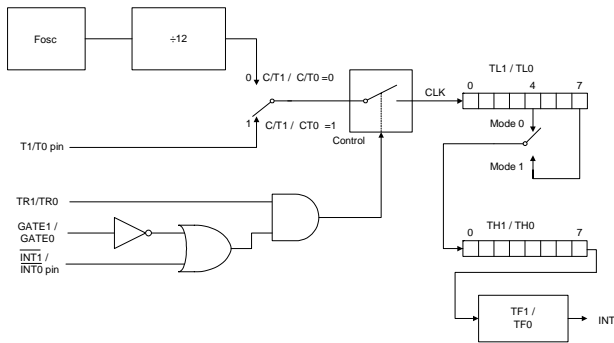 Fosc
÷12
0 C/T1 / C/T0 =0
1 C/T1 / CT0 =1
T1/T0 pin
Control
CLK
TL1 / TL0
0 4 7
Mode 0
Mode 1
TR1/TR0
GATE1 /
GATE0
INT1 /
INT0 pin
TH1 / TH0
0 7
TF1 /
TF0
INT